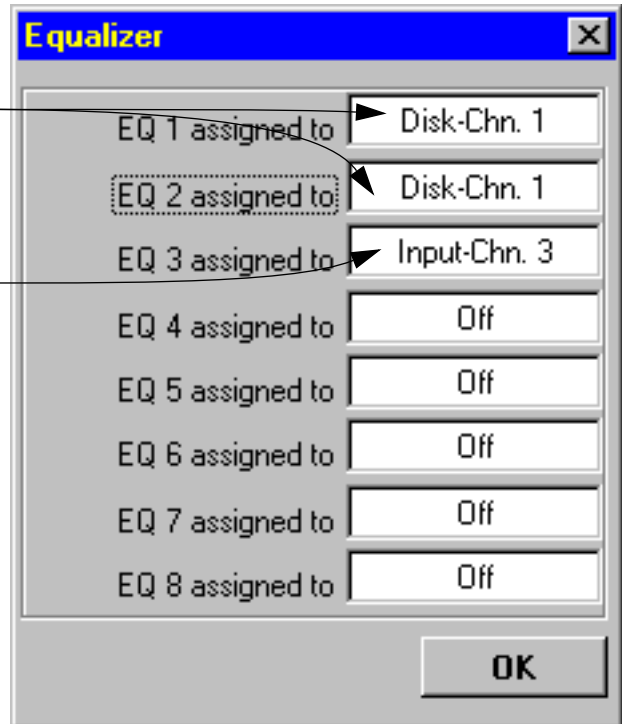 Equalizer
EQ 1 assigned to Disk-Chn. 1
EQ 2 assigned to Disk-Chn. 1
EQ 3 assigned to Input-Chn. 3
EQ 4 assigned to Off
EQ 5 assigned to Off
EQ 6 assigned to Off
EQ 7 assigned to Off
EQ 8 assigned to Off
OK